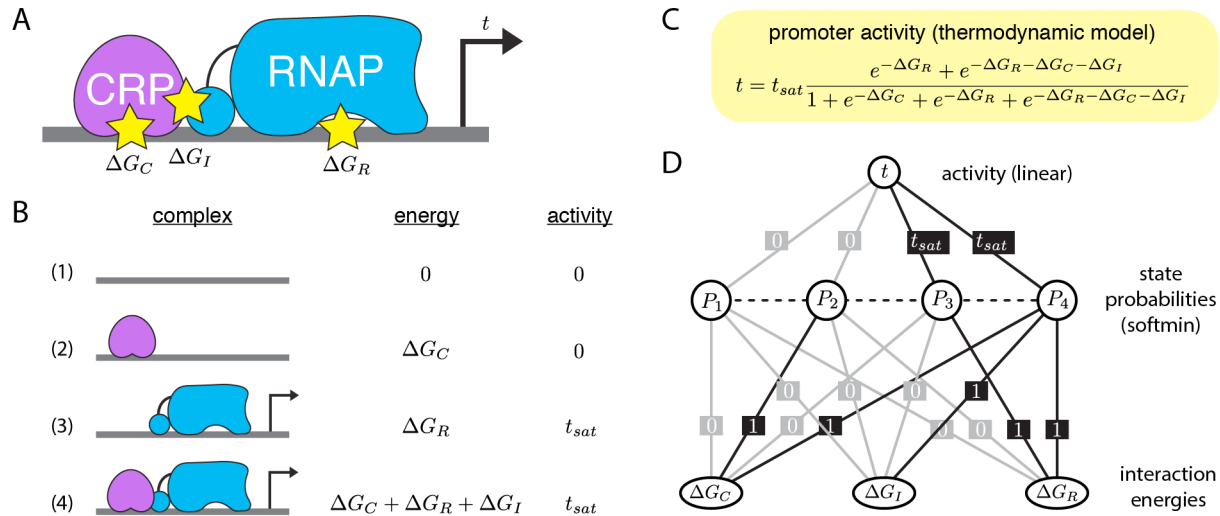 A
t
CRP
RNAP
ΔG_C
ΔG_I
ΔG_R
B
complex energy activity
(1) 0 0
(2) ΔG_C 0
(3) ΔG_R t_sat
(4) ΔG_C + ΔG_R + ΔG_I t_sat
C
promoter activity (thermodynamic model)
t = t_sat \frac{e^{-ΔG_R} + e^{-ΔG_R-ΔG_C-ΔG_I}}{1 + e^{-ΔG_C} + e^{-ΔG_R} + e^{-ΔG_R-ΔG_C-ΔG_I}}
D
t activity (linear)
0 0 t_sat t_sat
P_1 P_2 P_3 P_4
state
probabilities
(softmin)
0 0 0 1
0 1 0 1 0 0 1 1
ΔG_C ΔG_I ΔG_R
interaction
energies